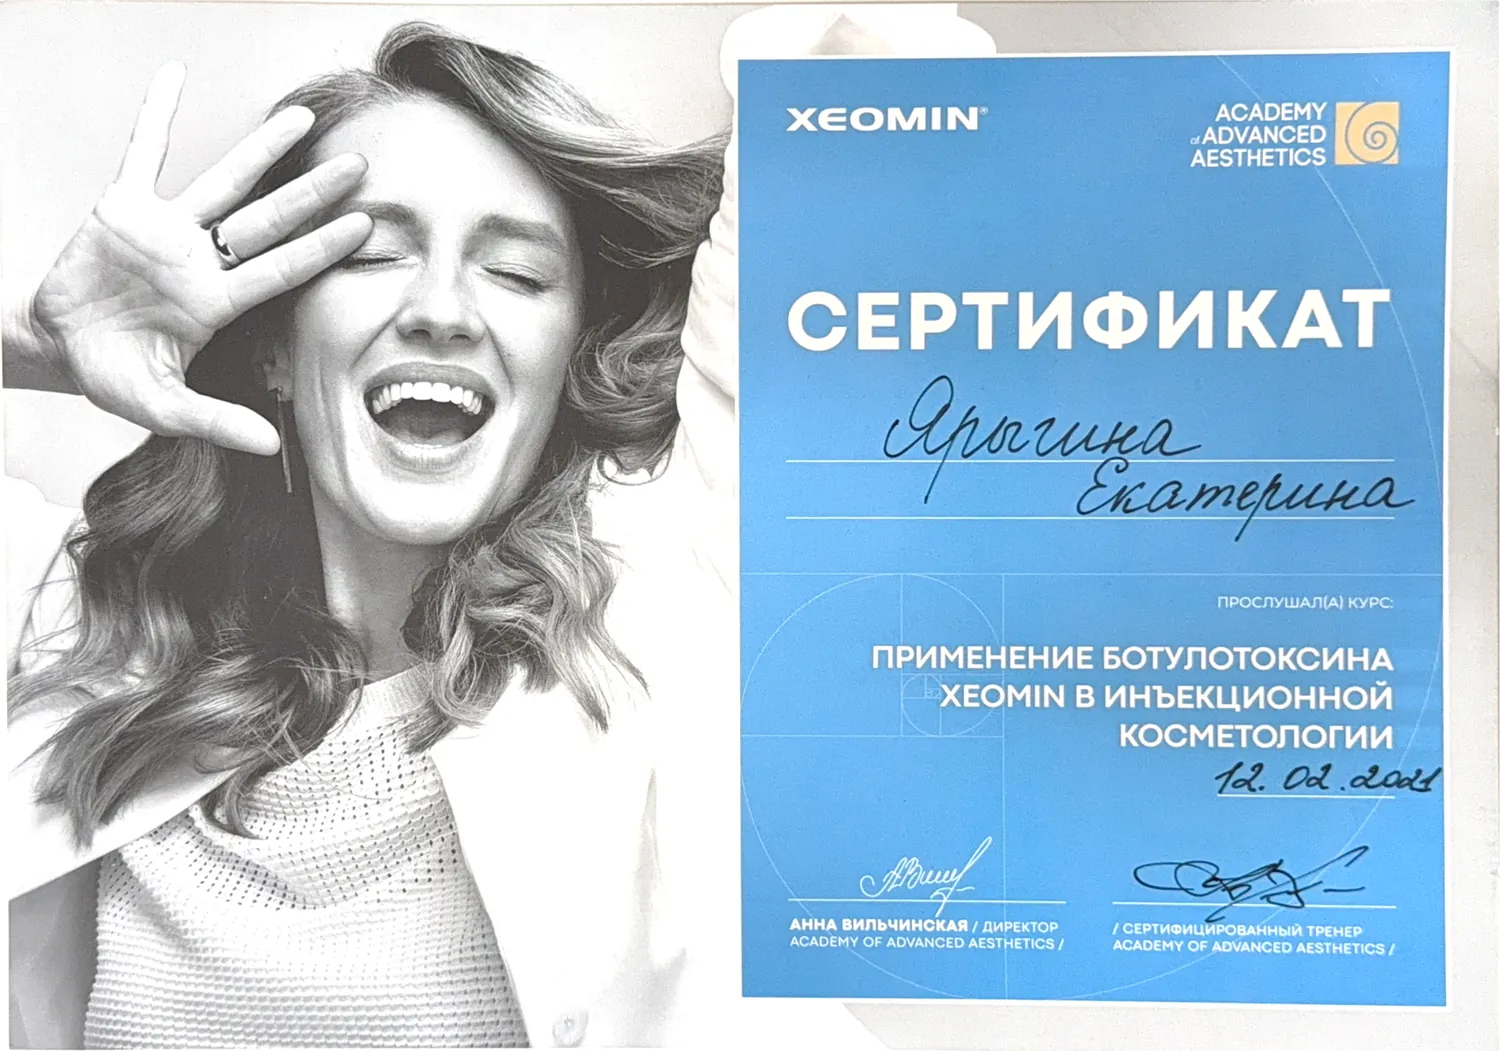 XEOMIN®
ACADEMY
of ADVANCED
AESTHETICS
СЕРТИФИКАТ
Ярыгина
Екатерина
ПРОСЛУШАЛ(А) КУРС:
ПРИМЕНЕНИЕ БОТУЛОТОКСИНА
XEOMIN В ИНЪЕКЦИОННОЙ
КОСМЕТОЛОГИИ
12.02.2021
АННА ВИЛЬЧИНСКАЯ / ДИРЕКТОР
ACADEMY OF ADVANCED AESTHETICS /
/ СЕРТИФИЦИРОВАННЫЙ ТРЕНЕР
ACADEMY OF ADVANCED AESTHETICS /